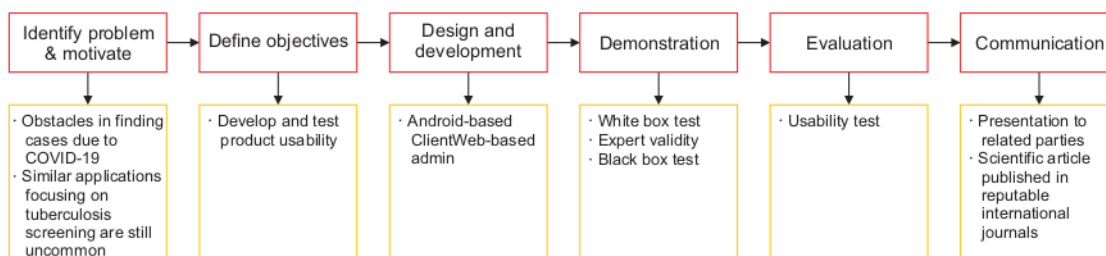 Identify problem
& motivate
Define objectives
Design and
development
Demonstration
Evaluation
Communication
· Obstacles in finding
cases due to
COVID-19
· Similar applications
focusing on
tuberculosis
screening are still
uncommon
· Develop and test
product usability
· Android-based
ClientWeb-based
admin
· White box test
· Expert validity
· Black box test
· Usability test
· Presentation to
related parties
· Scientific article
published in
reputable
international
journals